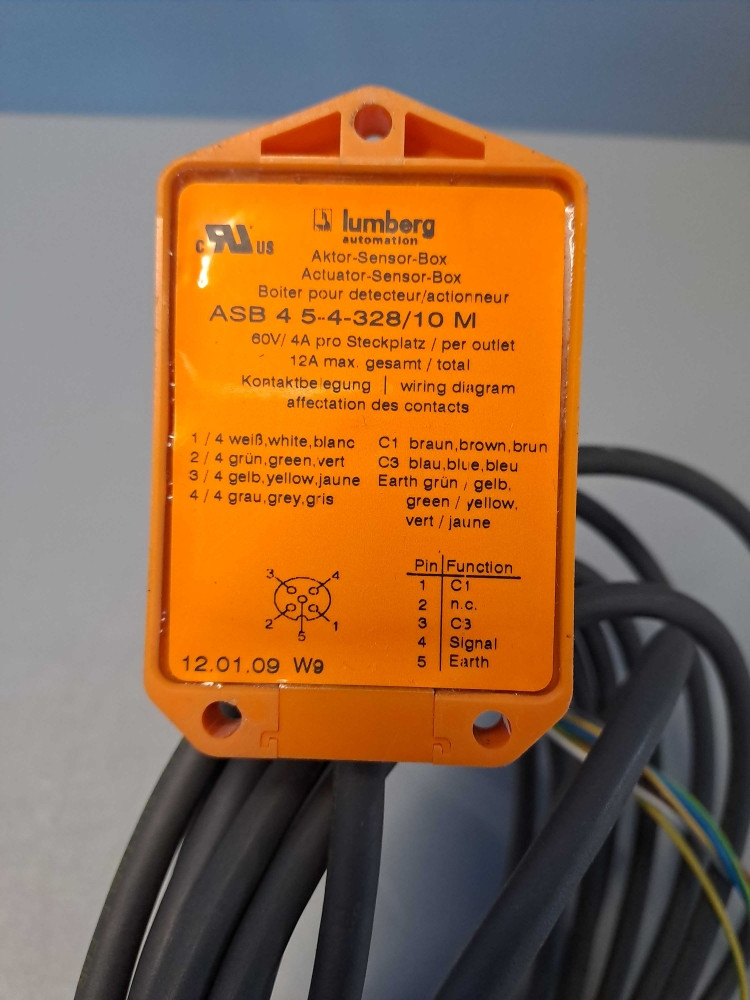 lumberg
automation
c UR US
Aktor-Sensor-Box
Actuator-Sensor-Box
Boiter pour detecteur/actionneur
ASB 4 5-4-328/10 M
60V/ 4A pro Steckplatz / per outlet
12A max. gesamt / total
Kontaktbelegung | wiring diagram
affectation des contacts
1 / 4 weiß,white,blanc
2 / 4 grün,green,vert
3 / 4 gelb,yellow,jaune
4 / 4 grau,grey,gris
C1 braun,brown,brun
C3 blau,blue,bleu
Earth grün / gelb,
green / yellow,
vert / jaune
3 4
2 1
5
Pin Function
1 C1
2 n.c.
3 C3
4 Signal
5 Earth
12.01.09 W9